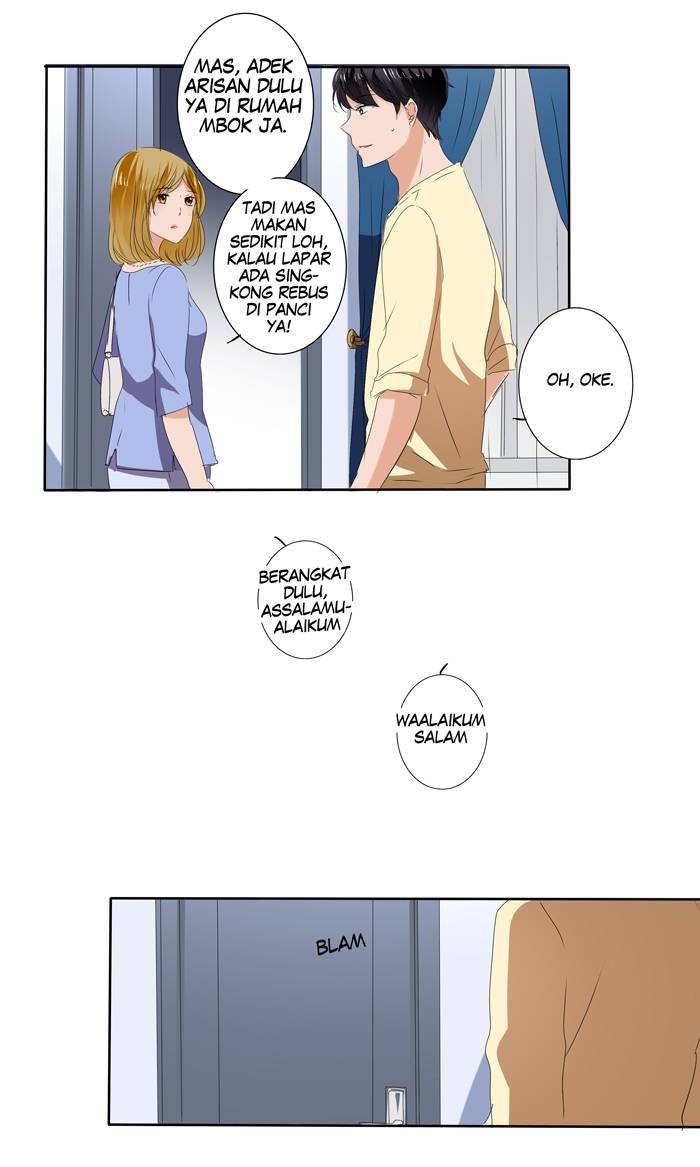 MAS, ADEK
ARISAN DULU
YA DI RUMAH
MBOK JA.
TADI MAS
MAKAN
SEDIKIT LOH,
KALAU LAPAR
ADA SING-
KONG REBUS
DI PANCI
YA!
OH, OKE.
BERANGKAT
DULU,
ASSALAMU-
ALAIKUM
WAALAIKUM
SALAM
BLAM